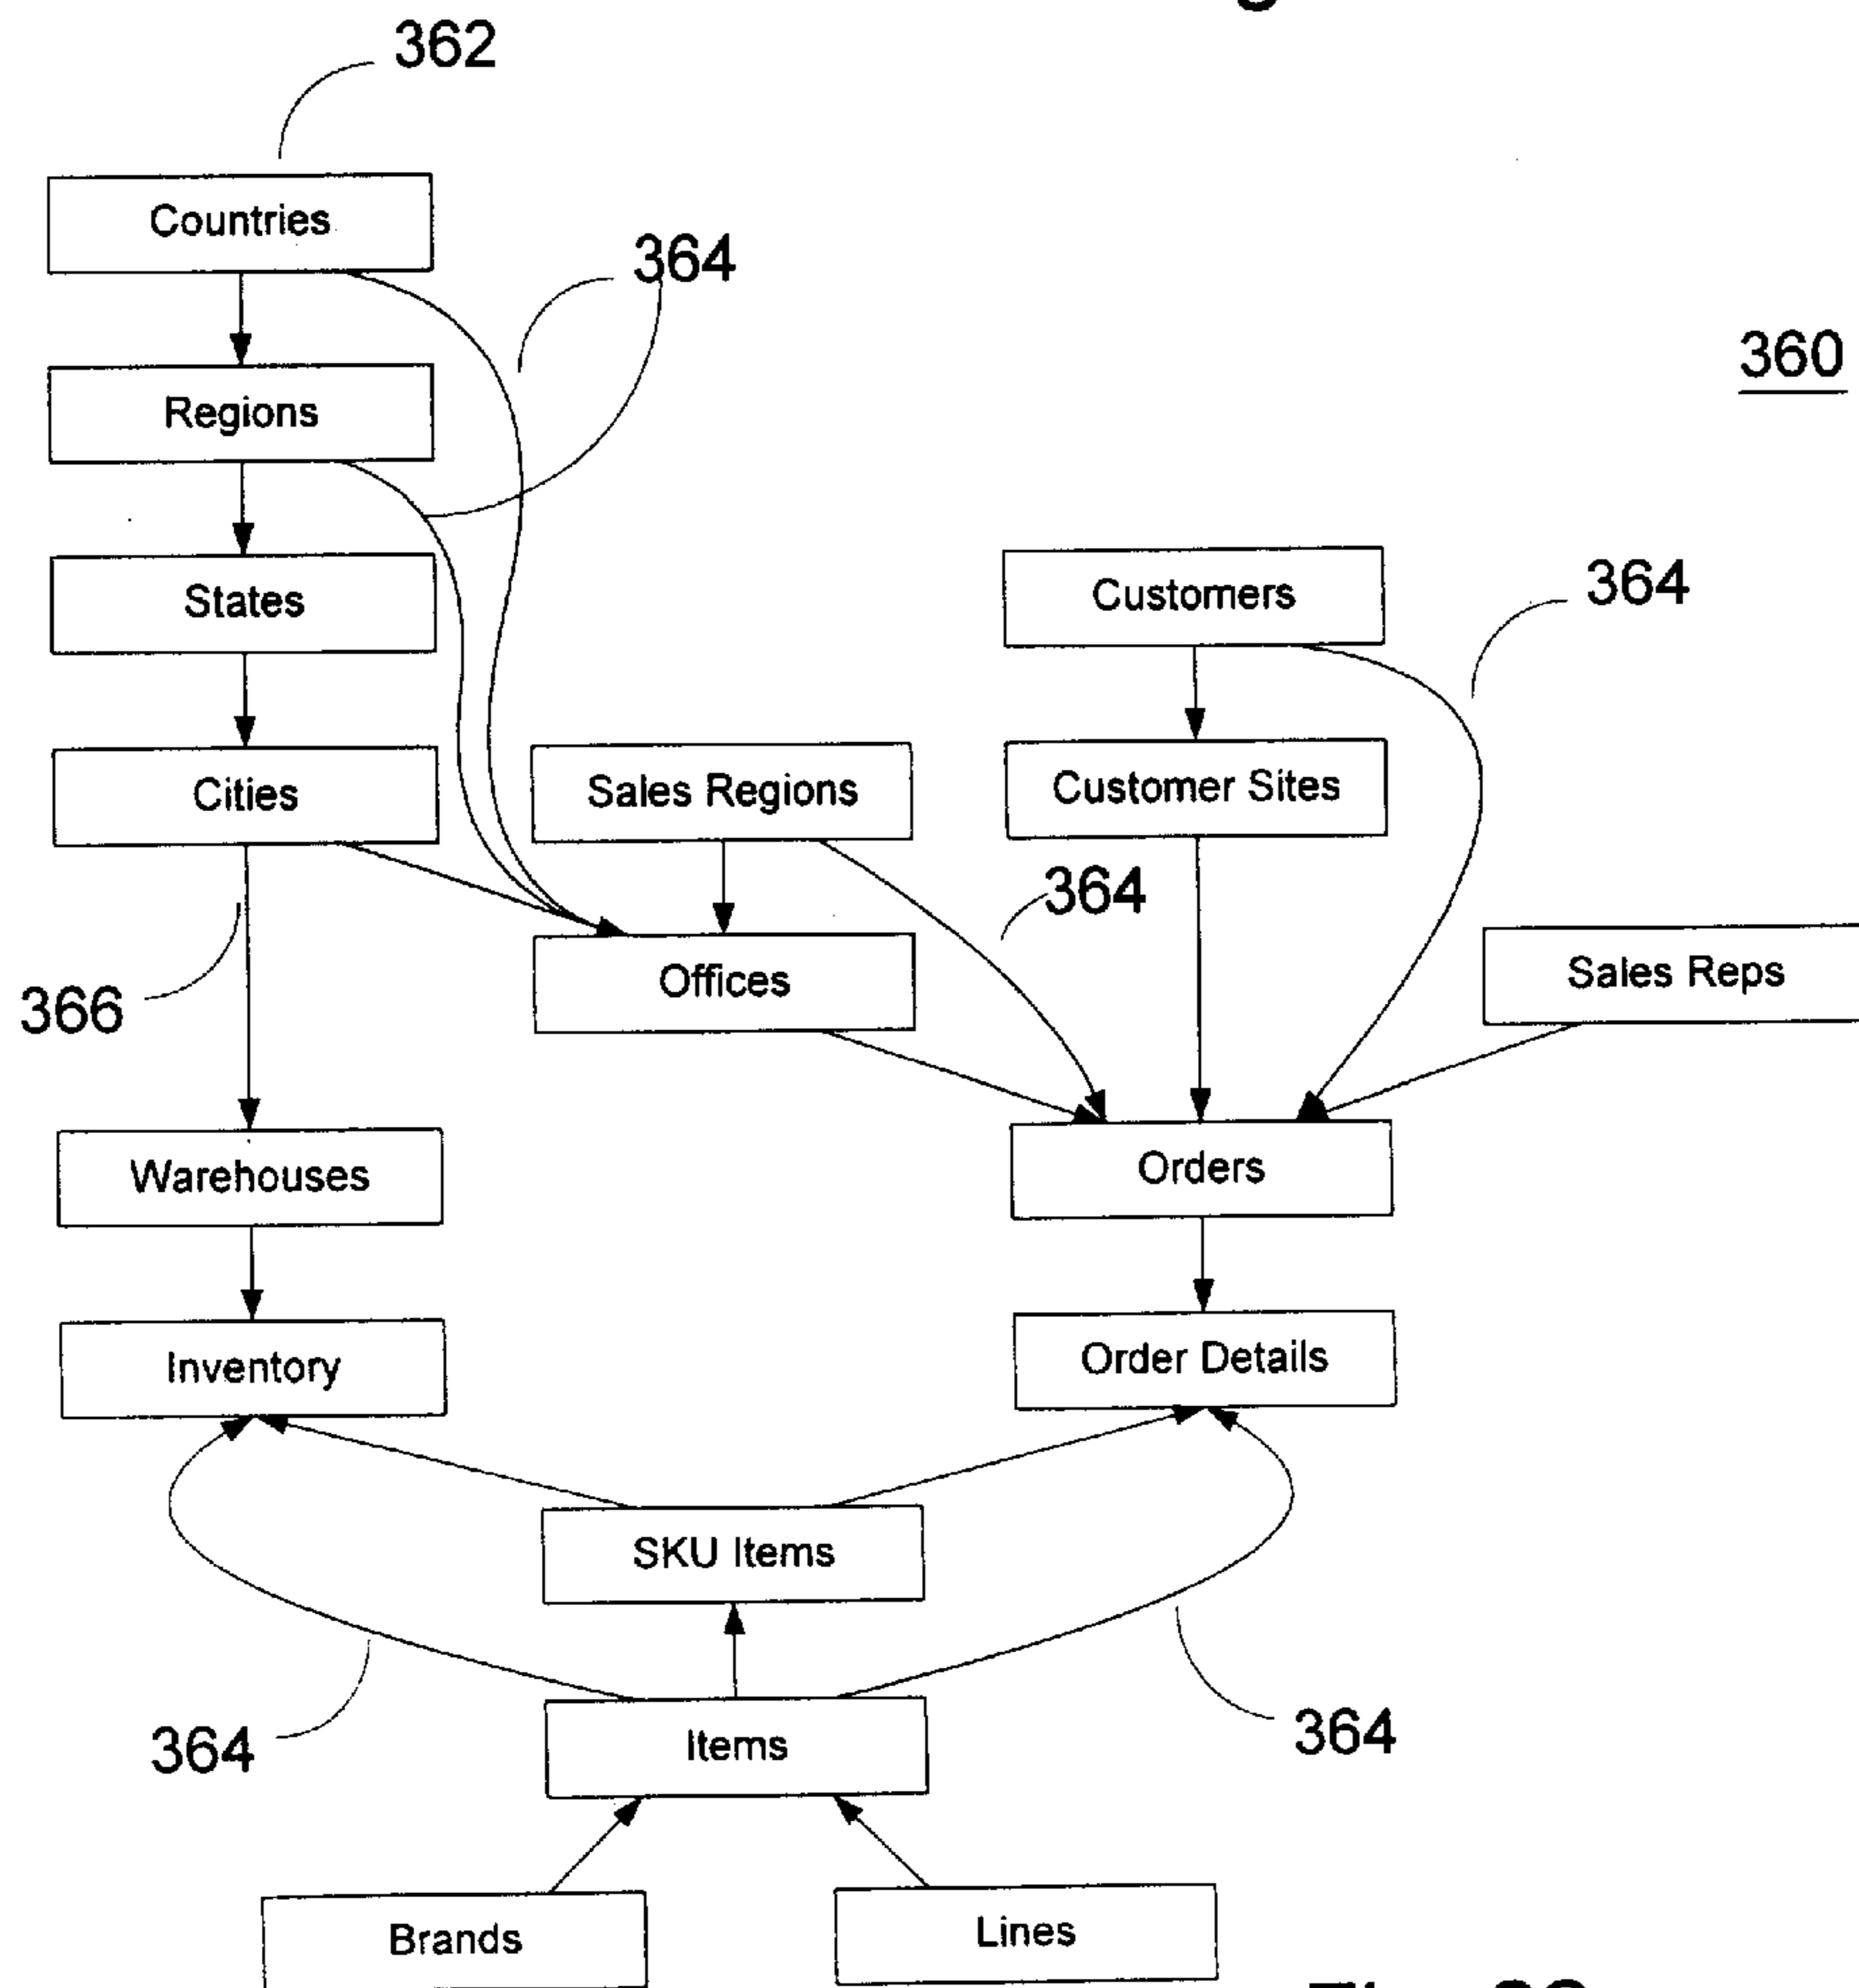 362
Countries
364
360
Regions
States
Customers
364
Cities
Sales Regions
Customer Sites
364
Offices
Sales Reps
366
Warehouses
Orders
Inventory
Order Details
SKU Items
364
Items
364
Brands
Lines